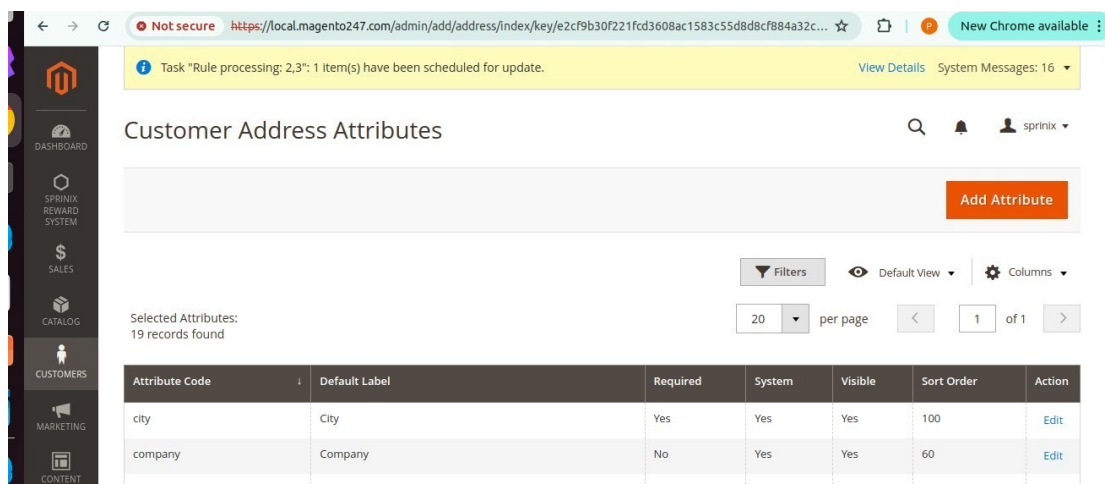 Not secure https://local.magento247.com/admin/add/address/index/key/e2cf9b30f221fcd3608ac1583c55d8d8cf884a32c... P New Chrome available
Task "Rule processing: 2,3": 1 item(s) have been scheduled for update. View Details System Messages: 16
Customer Address Attributes sprinix
DASHBOARD
SPRINIX
REWARD
SYSTEM
Add Attribute
$
SALES
Filters Default View Columns
CATALOG
Selected Attributes:
19 records found
20 per page 1 of 1
CUSTOMERS
Attribute Code Default Label Required System Visible Sort Order Action
city City Yes Yes Yes 100 Edit
MARKETING
company Company No Yes Yes 60 Edit
CONTENT